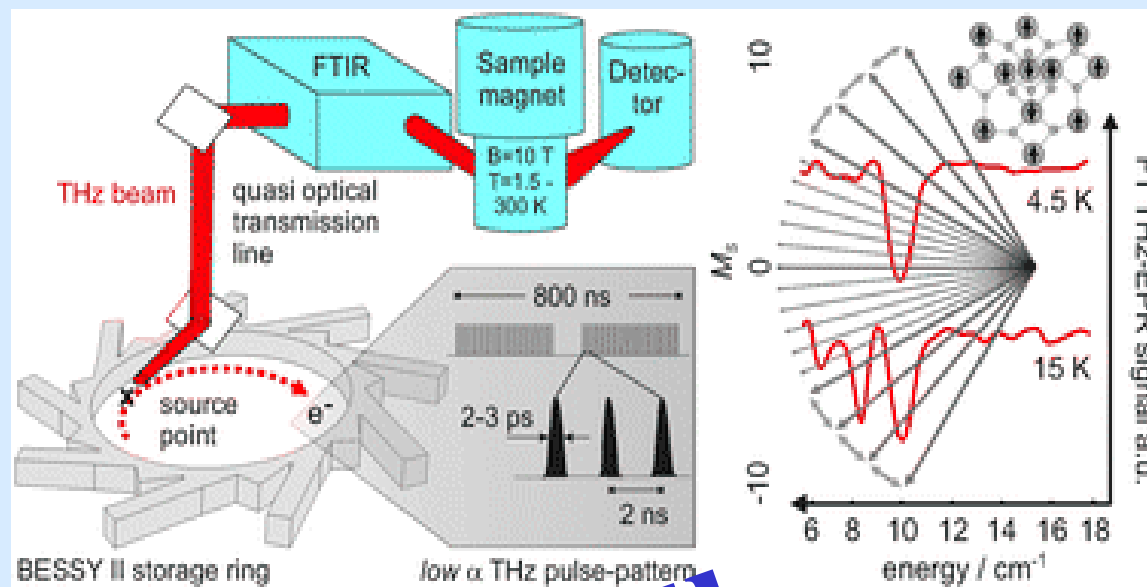 FTIR
Sample
magnet
Detec-
tor
B=10 T
T=1.5 -
300 K
THz beam
quasi optical
transmission
line
800 ns
2-3 ps
2 ns
source
point
e-
x
BESSY II storage ring
low α THz pulse-pattern
10
0
-10
Ms
4.5 K
15 K
FT THz-EPR signal a.u.
6 8 10 12 14 16 18
energy / cm-1